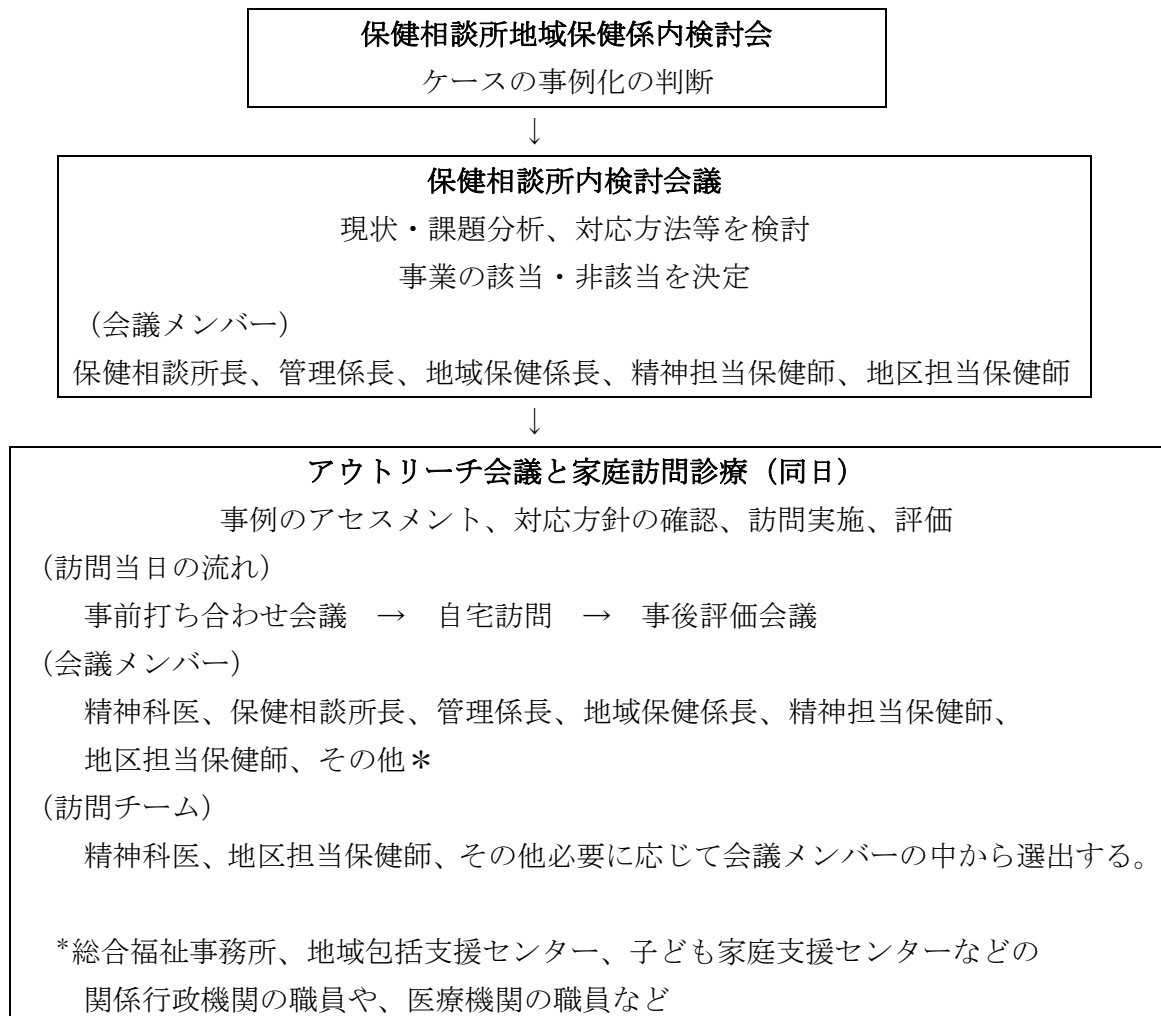 保健相談所地域保健係内検討会
ケースの事例化の判断
↓
保健相談所内検討会議
現状・課題分析、対応方法等を検討
事業の該当・非該当を決定
（会議メンバー）
保健相談所長、管理係長、地域保健係長、精神担当保健師、地区担当保健師
↓
アウトリーチ会議と家庭訪問診療（同日）
事例のアセスメント、対応方針の確認、訪問実施、評価
（訪問当日の流れ）
事前打ち合わせ会議　→　自宅訪問　→　事後評価会議
（会議メンバー）
精神科医、保健相談所長、管理係長、地域保健係長、精神担当保健師、
地区担当保健師、その他＊
（訪問チーム）
精神科医、地区担当保健師、その他必要に応じて会議メンバーの中から選出する。
*総合福祉事務所、地域包括支援センター、子ども家庭支援センターなどの
関係行政機関の職員や、医療機関の職員など